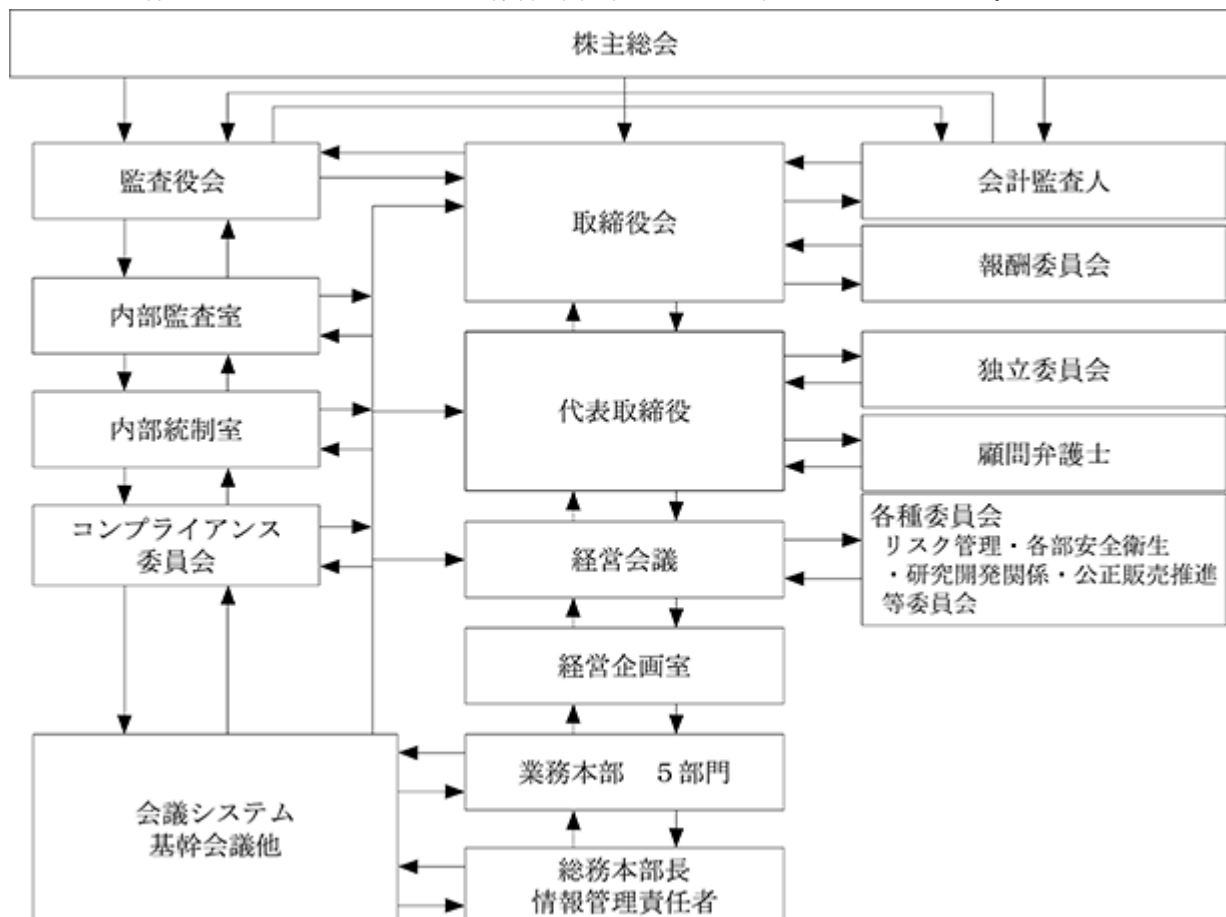 株主総会
監査役会
取締役会
会計監査人
報酬委員会
内部監査室
代表取締役
独立委員会
内部統制室
顧問弁護士
コンプライアンス
委員会
経営会議
各種委員会
リスク管理・各部安全衛生
・研究開発関係・公正販売推進
等委員会
経営企画室
業務本部　５部門
会議システム
基幹会議他
総務本部長
情報管理責任者